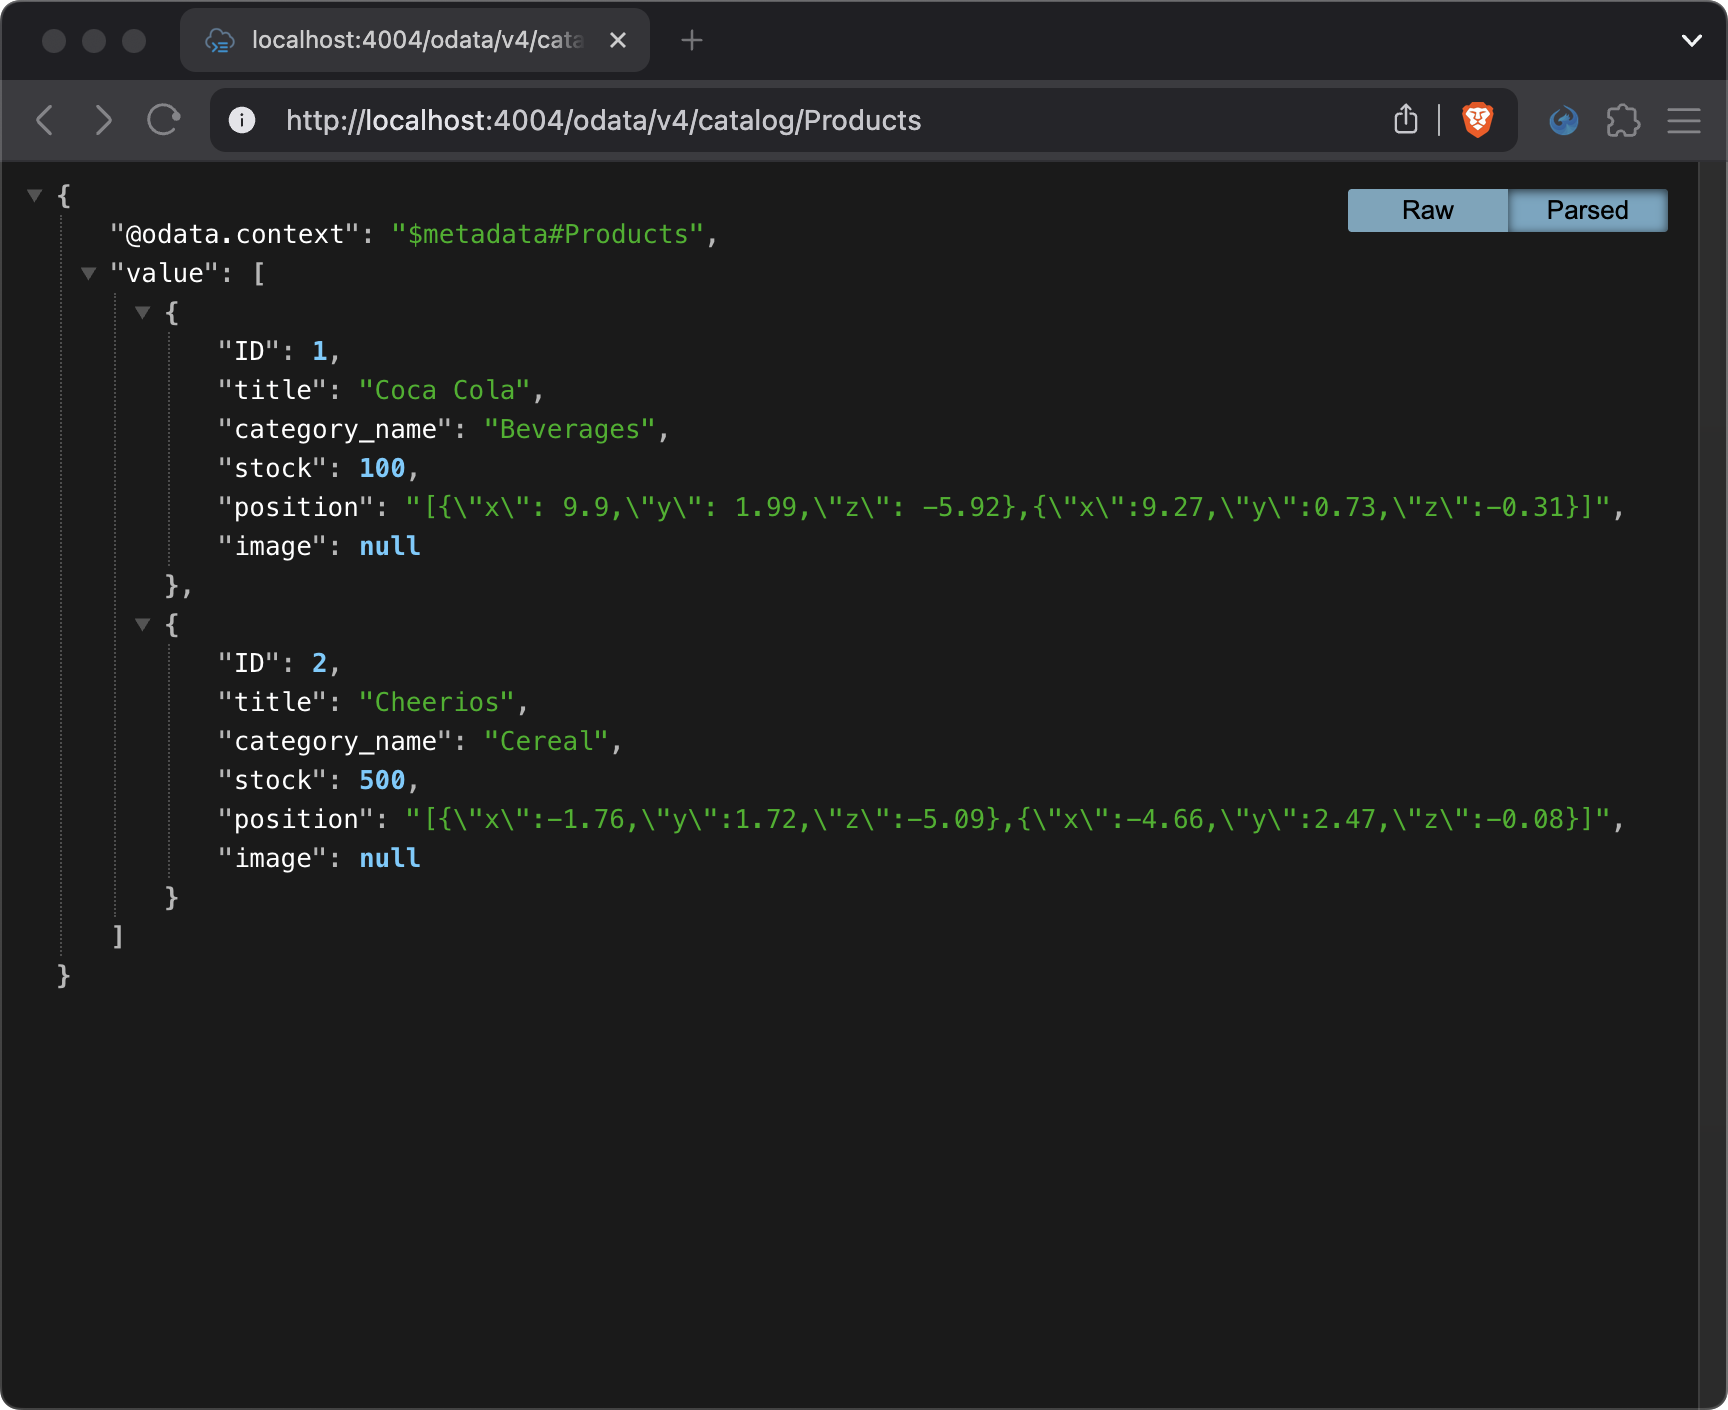 localhost:4004/odata/v4/cata
http://localhost:4004/odata/v4/catalog/Products
Raw Parsed
{
"@odata.context": "$metadata#Products",
"value": [
{
"ID": 1,
"title": "Coca Cola",
"category_name": "Beverages",
"stock": 100,
"position": "[{\"x\": 9.9,\"y\": 1.99,\"z\": -5.92},{\"x\":9.27,\"y\":0.73,\"z\":-0.31}]",
"image": null
},
{
"ID": 2,
"title": "Cheerios",
"category_name": "Cereal",
"stock": 500,
"position": "[{\"x\":-1.76,\"y\":1.72,\"z\":-5.09},{\"x\":-4.66,\"y\":2.47,\"z\":-0.08}]",
"image": null
}
]
}